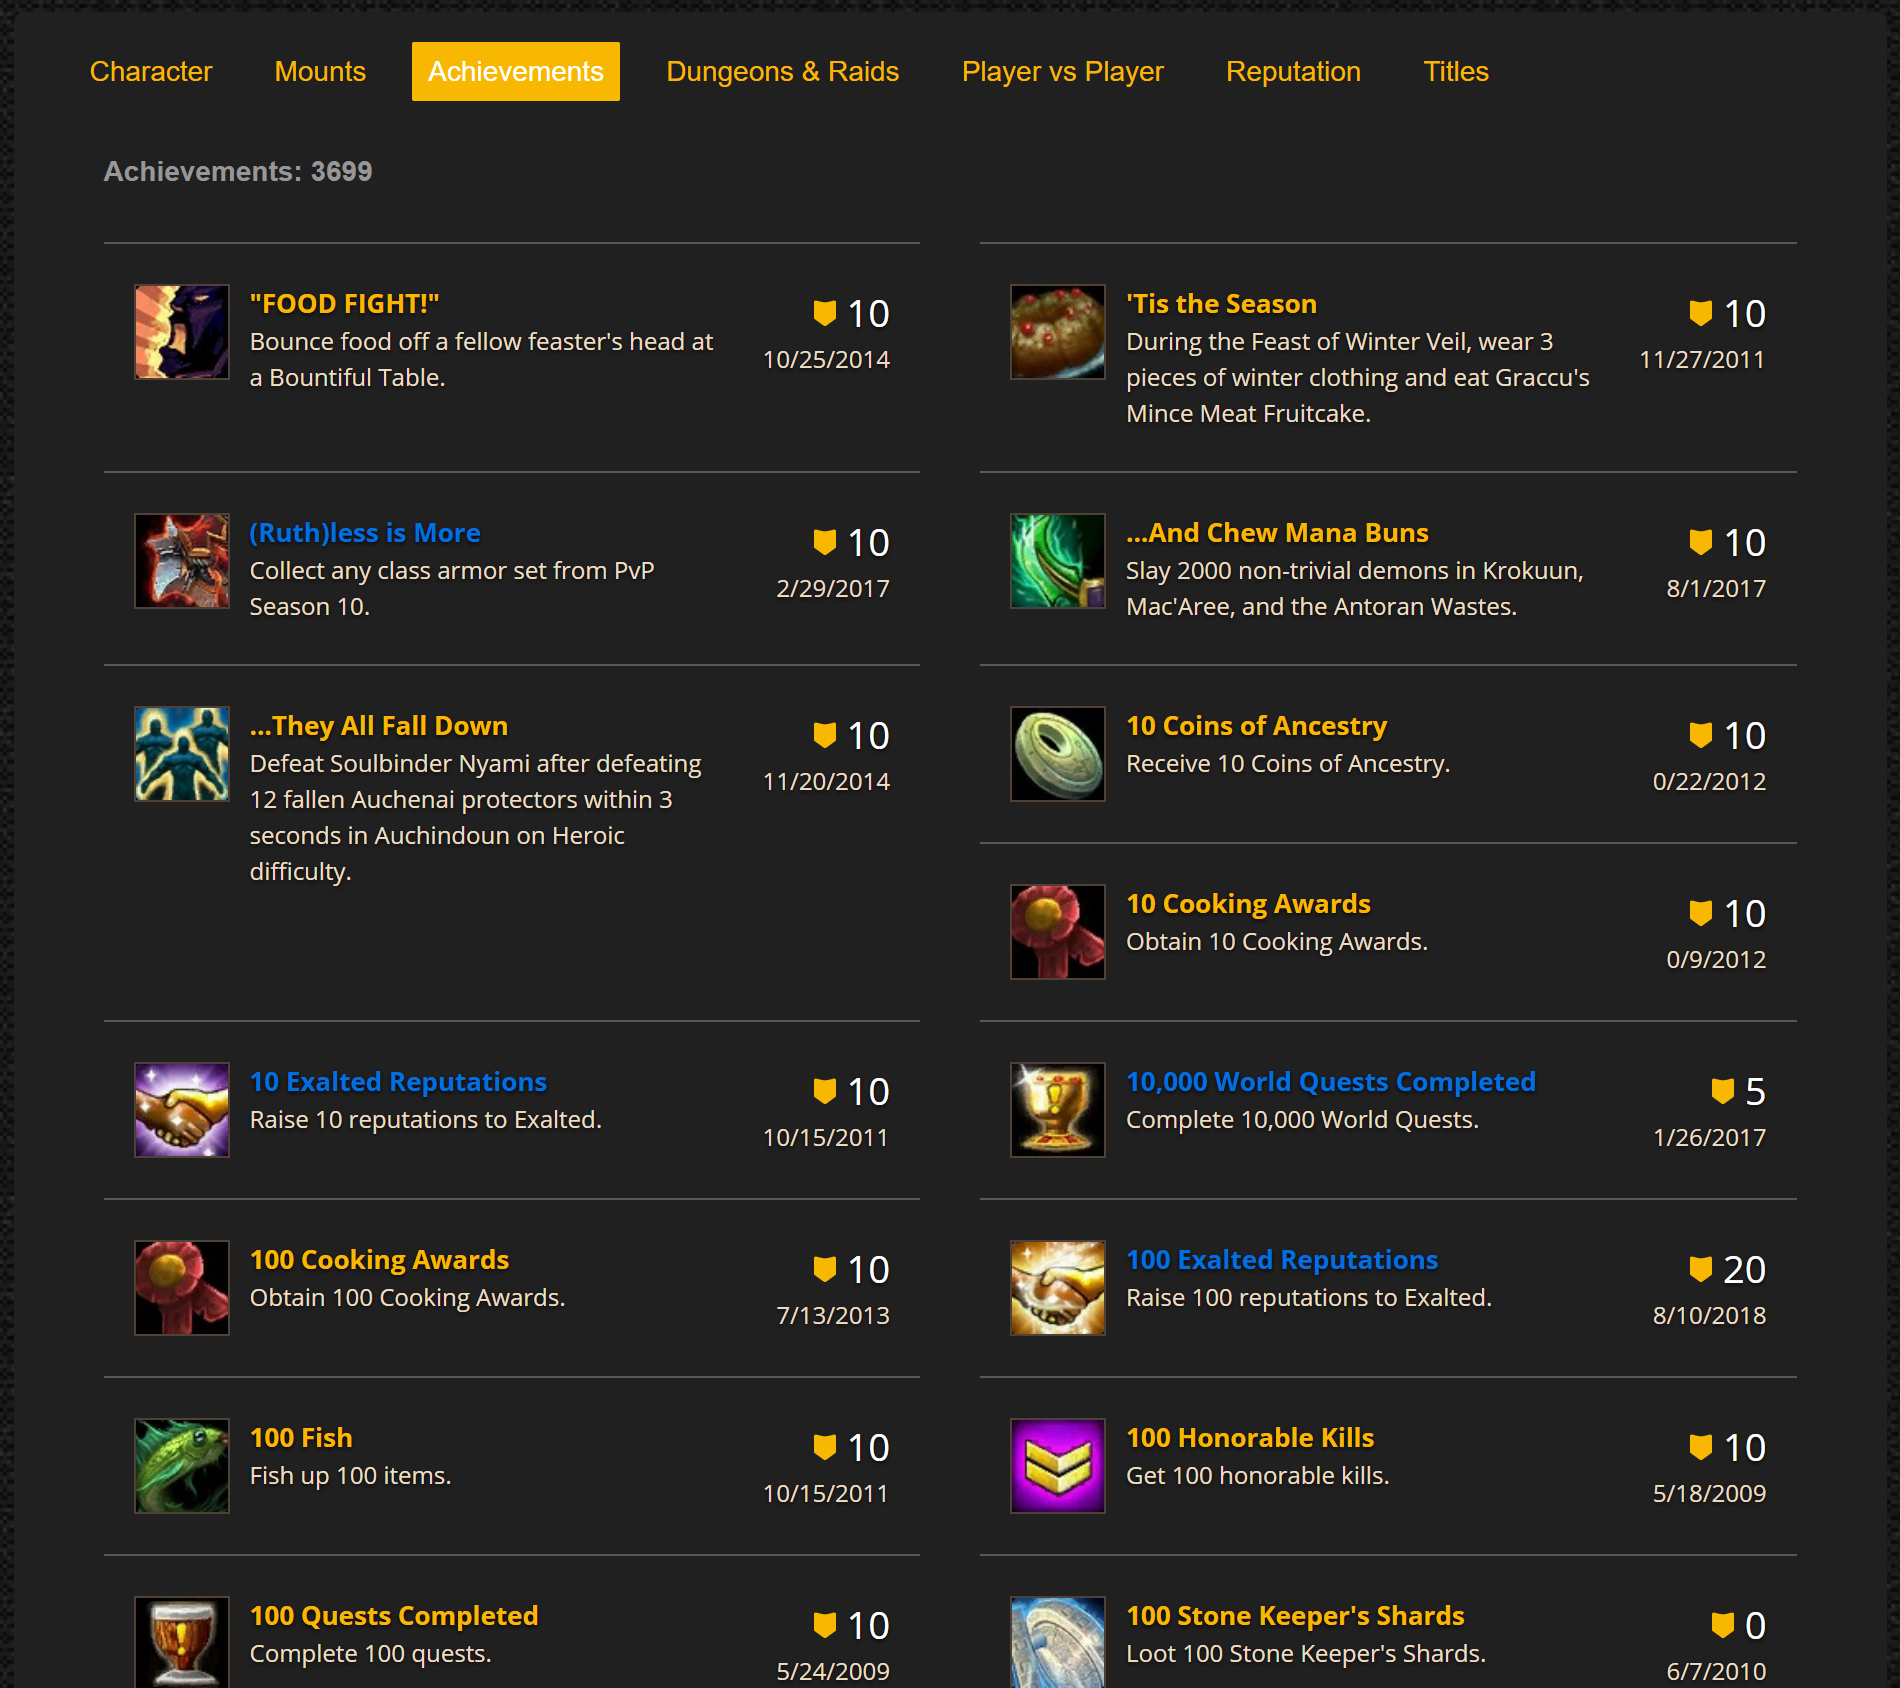 Character Mounts Achievements Dungeons & Raids Player vs Player Reputation Titles
Achievements: 3699
"FOOD FIGHT!"
Bounce food off a fellow feaster's head at
a Bountiful Table.
10
10/25/2014
'Tis the Season
During the Feast of Winter Veil, wear 3
pieces of winter clothing and eat Graccu's
Mince Meat Fruitcake.
10
11/27/2011
(Ruth)less is More
Collect any class armor set from PvP
Season 10.
10
2/29/2017
...And Chew Mana Buns
Slay 2000 non-trivial demons in Krokuun,
Mac'Aree, and the Antoran Wastes.
10
8/1/2017
...They All Fall Down
Defeat Soulbinder Nyami after defeating
12 fallen Auchenai protectors within 3
seconds in Auchindoun on Heroic
difficulty.
10
11/20/2014
10 Coins of Ancestry
Receive 10 Coins of Ancestry.
10
0/22/2012
10 Cooking Awards
Obtain 10 Cooking Awards.
10
0/9/2012
10 Exalted Reputations
Raise 10 reputations to Exalted.
10
10/15/2011
10,000 World Quests Completed
Complete 10,000 World Quests.
5
1/26/2017
100 Cooking Awards
Obtain 100 Cooking Awards.
10
7/13/2013
100 Exalted Reputations
Raise 100 reputations to Exalted.
20
8/10/2018
100 Fish
Fish up 100 items.
10
10/15/2011
100 Honorable Kills
Get 100 honorable kills.
10
5/18/2009
100 Quests Completed
Complete 100 quests.
10
5/24/2009
100 Stone Keeper's Shards
Loot 100 Stone Keeper's Shards.
0
6/7/2010